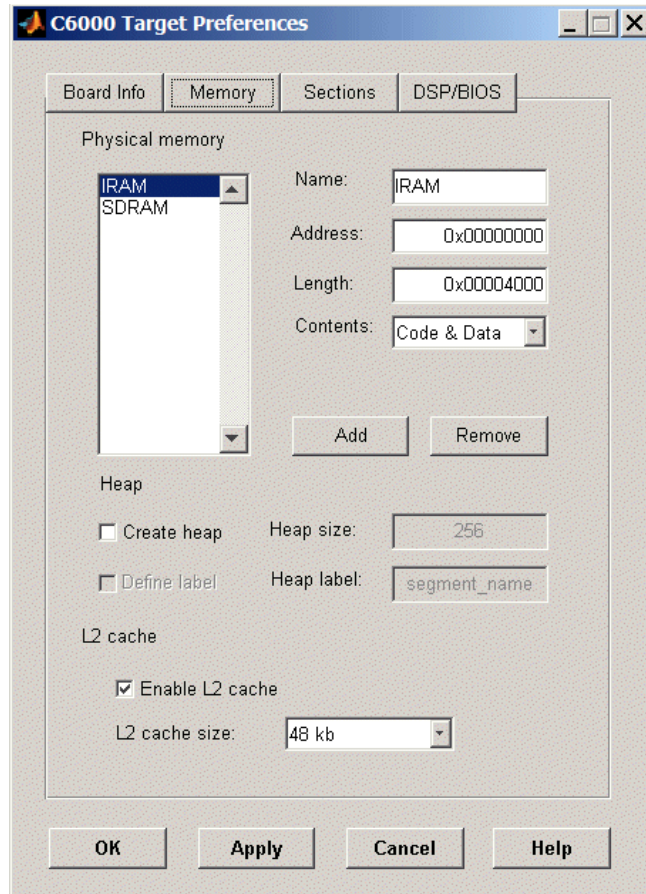 C6000 Target Preferences
Board Info Memory Sections DSP/BIOS
Physical memory
IRAM
SDRAM
Name: IRAM
Address: 0x00000000
Length: 0x00004000
Contents: Code & Data
Add Remove
Heap
Create heap Heap size: 256
Define label Heap label: segment_name
L2 cache
Enable L2 cache
L2 cache size: 48 kb
OK Apply Cancel Help